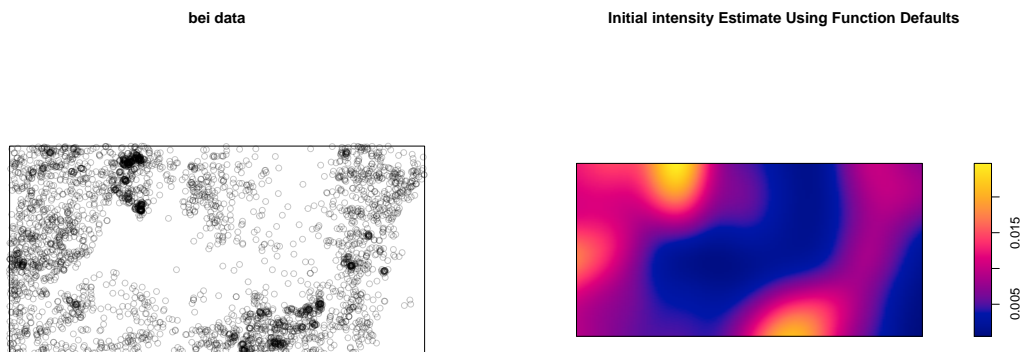 bei data
Initial intensity Estimate Using Function Defaults
0.015
0.005